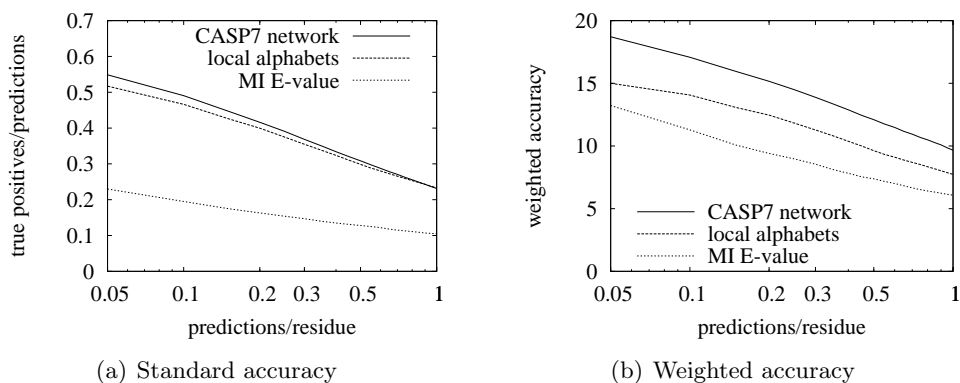 0.7
0.6
0.5
0.4
0.3
0.2
0.1
0
true positives/predictions
CASP7 network
local alphabets
MI E-value
0.05 0.1 0.2 0.3 0.5 1
predictions/residue
(a) Standard accuracy
20
15
10
5
0
weighted accuracy
CASP7 network
local alphabets
MI E-value
0.05 0.1 0.2 0.3 0.5 1
predictions/residue
(b) Weighted accuracy